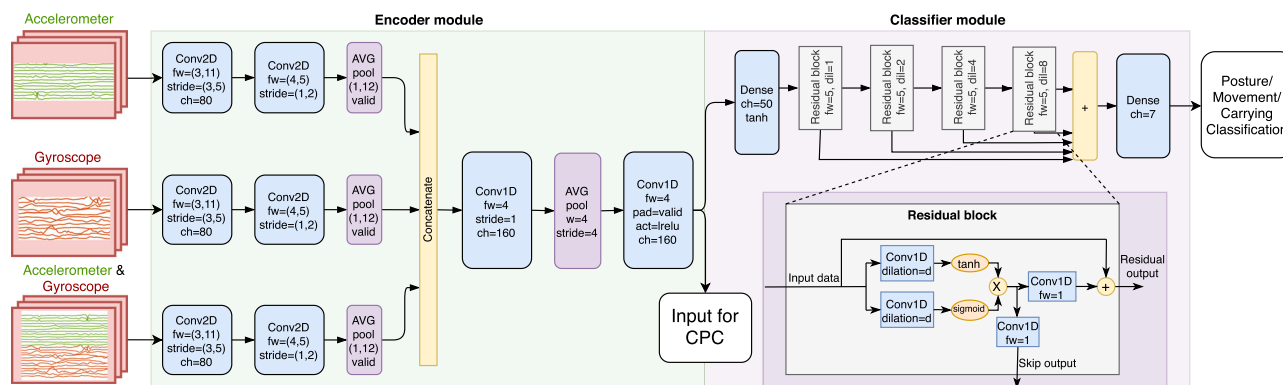 Accelerometer
Encoder module
Classifier module
Conv2D
fw=(3,11)
stride=(3,5)
ch=80
Conv2D
fw=(4,5)
stride=(1,2)
AVG
pool
(1,12)
valid
Gyroscope
Conv2D
fw=(3,11)
stride=(3,5)
ch=80
Conv2D
fw=(4,5)
stride=(1,2)
AVG
pool
(1,12)
valid
Accelerometer &
Gyroscope
Conv2D
fw=(3,11)
stride=(3,5)
ch=80
Conv2D
fw=(4,5)
stride=(1,2)
AVG
pool
(1,12)
valid
Concatenate
Conv1D
fw=4
stride=1
ch=160
AVG
pool
w=4
stride=4
Conv1D
fw=4
pad=valid
act=lrelu
ch=160
Input for
CPC
Dense
ch=50
tanh
Residual block
fw=5, dil=1
Residual block
fw=5, dil=2
Residual block
fw=5, dil=4
Residual block
fw=5, dil=8
+
Dense
ch=7
Posture/
Movement/
Carrying
Classification
Residual block
Input data
Conv1D
dilation=d
tanh
Conv1D
dilation=d
sigmoid
X
Conv1D
fw=1
+
Residual
output
Conv1D
fw=1
Skip output